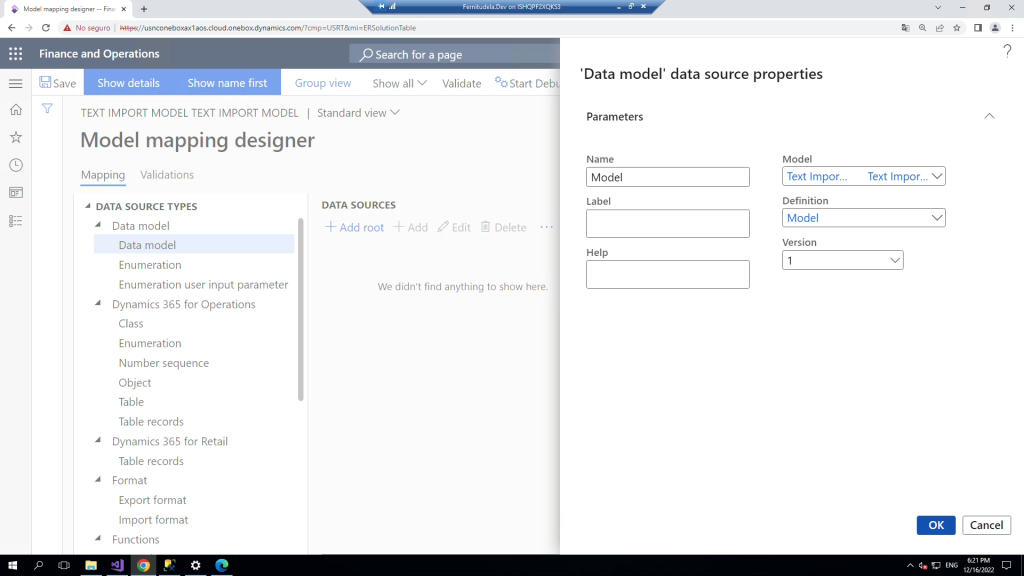 Model mapping designer -- Finan
Fernitudela.Dev on ISHQPF2XQKS3
No seguro
https://usnconeboxax1aos.cloud.onebox.dynamics.com/?cmp=USRT&mi=ERSolutionTable
Finance and Operations
Search for a page
?
Save
Show details
Show name first
Group view
Show all
Validate
Start Debu
TEXT IMPORT MODEL TEXT IMPORT MODEL | Standard view
Model mapping designer
Mapping
Validations
DATA SOURCE TYPES
Data model
Data model
Enumeration
Enumeration user input parameter
Dynamics 365 for Operations
Class
Enumeration
Number sequence
Object
Table
Table records
Dynamics 365 for Retail
Table records
Format
Export format
Import format
Functions
DATA SOURCES
+ Add root
+ Add
Edit
Delete
...
We didn't find anything to show here.
'Data model' data source properties
Parameters
Name
Model
Label
Help
Model
Text Impor... Text Impor...
Definition
Model
Version
1
OK
Cancel
ENG
6:21 PM
12/16/2022